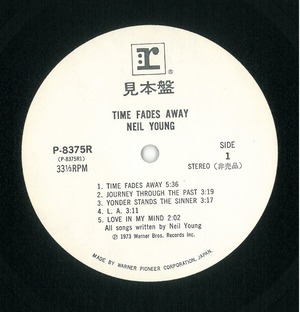 r
®
見本盤
TIME FADES AWAY
NEIL YOUNG
P-8375R
(P-8375R1)
33⅓RPM
SIDE
1
STEREO (非売品)
1. TIME FADES AWAY 5:36
2. JOURNEY THROUGH THE PAST 3:19
3. YONDER STANDS THE SINNER 3:17
4. L. A. 3:11
5. LOVE IN MY MIND 2:02
All songs written by Neil Young
℗ 1973 Warner Bros. Records Inc.
MADE BY WARNER PIONEER CORPORATION, JAPAN.